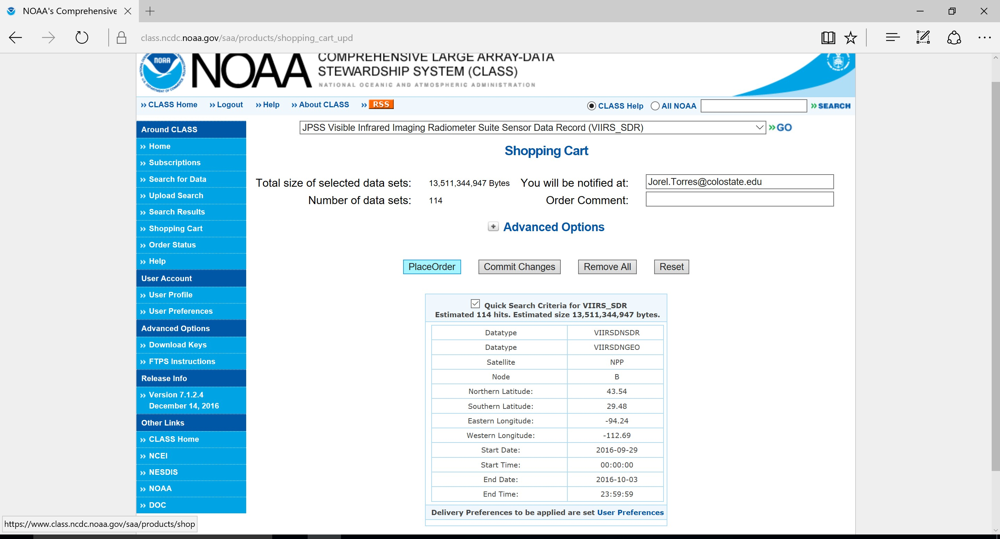 NOAA's Comprehensive
class.ncdc.noaa.gov/saa/products/shopping_cart_upd
NOAA
NOAA
COMPREHENSIVE LARGE ARRAY-DATA
STEWARDSHIP SYSTEM (CLASS)
NATIONAL OCEANIC AND ATMOSPHERIC ADMINISTRATION
» CLASS Home » Logout » Help » About CLASS » RSS
CLASS Help All NOAA » SEARCH
JPSS Visible Infrared Imaging Radiometer Suite Sensor Data Record (VIIRS_SDR) » GO
Around CLASS
» Home
» Subscriptions
» Search for Data
» Upload Search
» Search Results
» Shopping Cart
» Order Status
» Help
User Account
» User Profile
» User Preferences
Advanced Options
» Download Keys
» FTPS Instructions
Release Info
» Version 7.1.2.4
December 14, 2016
Other Links
» CLASS Home
» NCEI
» NESDIS
» NOAA
» DOC
Shopping Cart
Total size of selected data sets: 13,511,344,947 Bytes You will be notified at: Jorel.Torres@colostate.edu
Number of data sets: 114 Order Comment:
Advanced Options
PlaceOrder Commit Changes Remove All Reset
Quick Search Criteria for VIIRS_SDR
Estimated 114 hits. Estimated size 13,511,344,947 bytes.
Datatype VIIRSDNSDR
Datatype VIIRSDNGEO
Satellite NPP
Node B
Northern Latitude: 43.54
Southern Latitude: 29.48
Eastern Longitude: -94.24
Western Longitude: -112.69
Start Date: 2016-09-29
Start Time: 00:00:00
End Date: 2016-10-03
End Time: 23:59:59
Delivery Preferences to be applied are set User Preferences
https://www.class.ncdc.noaa.gov/saa/products/shop